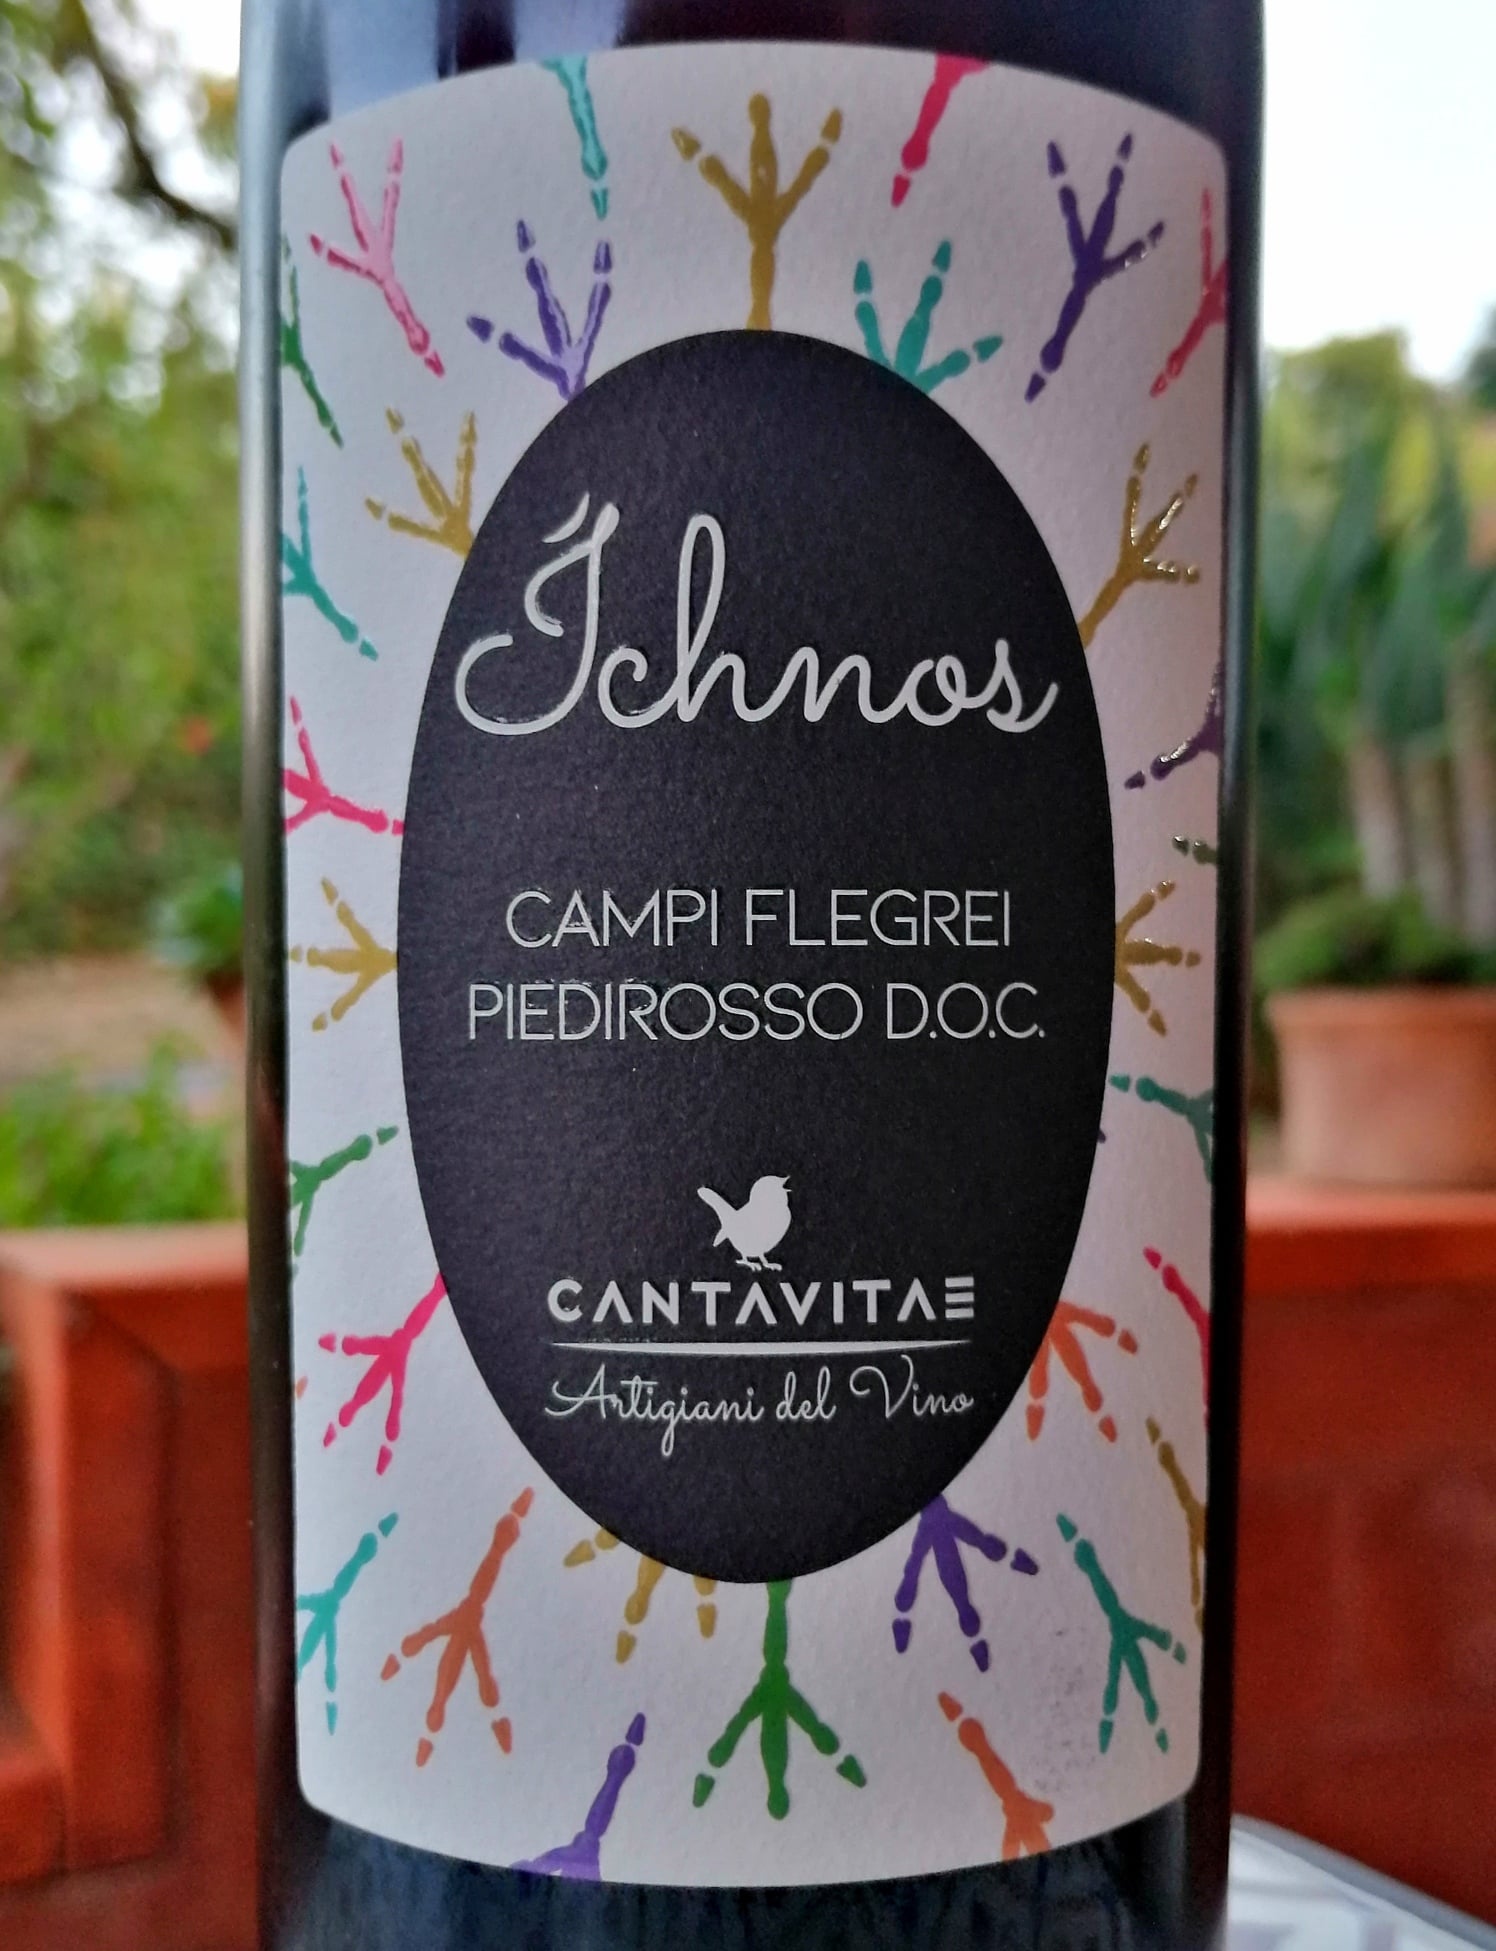 Ichnos
CAMPI FLEGREI
PIEDIROSSO D.O.C.
CANTAVITAE
Artigiani del Vino